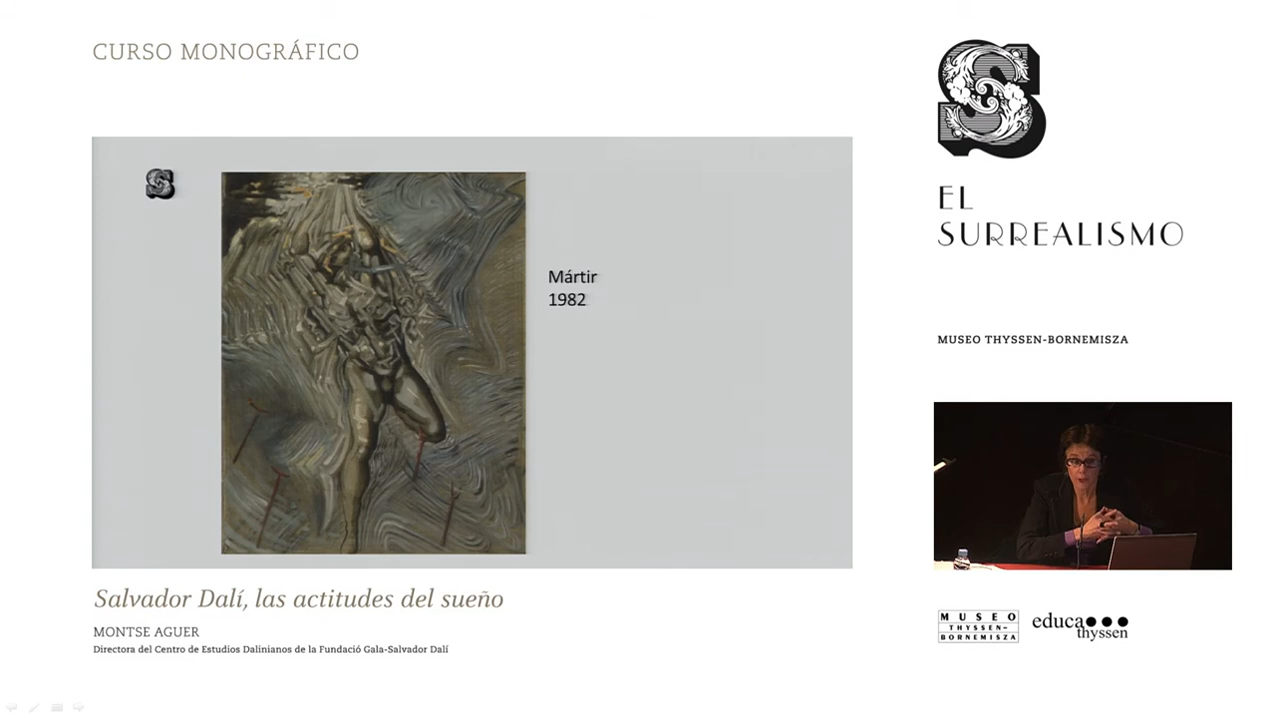 CURSO MONOGRÁFICO
S
EL
SURREALISMO
S
Mártir
1982
MUSEO THYSSEN-BORNEMISZA
Salvador Dalí, las actitudes del sueño
MONTSE AGUER
Directora del Centro de Estudios Dalinianos de la Fundació Gala-Salvador Dalí
MUSEO
THYSSEN-
BORNEMISZA
educa
thyssen